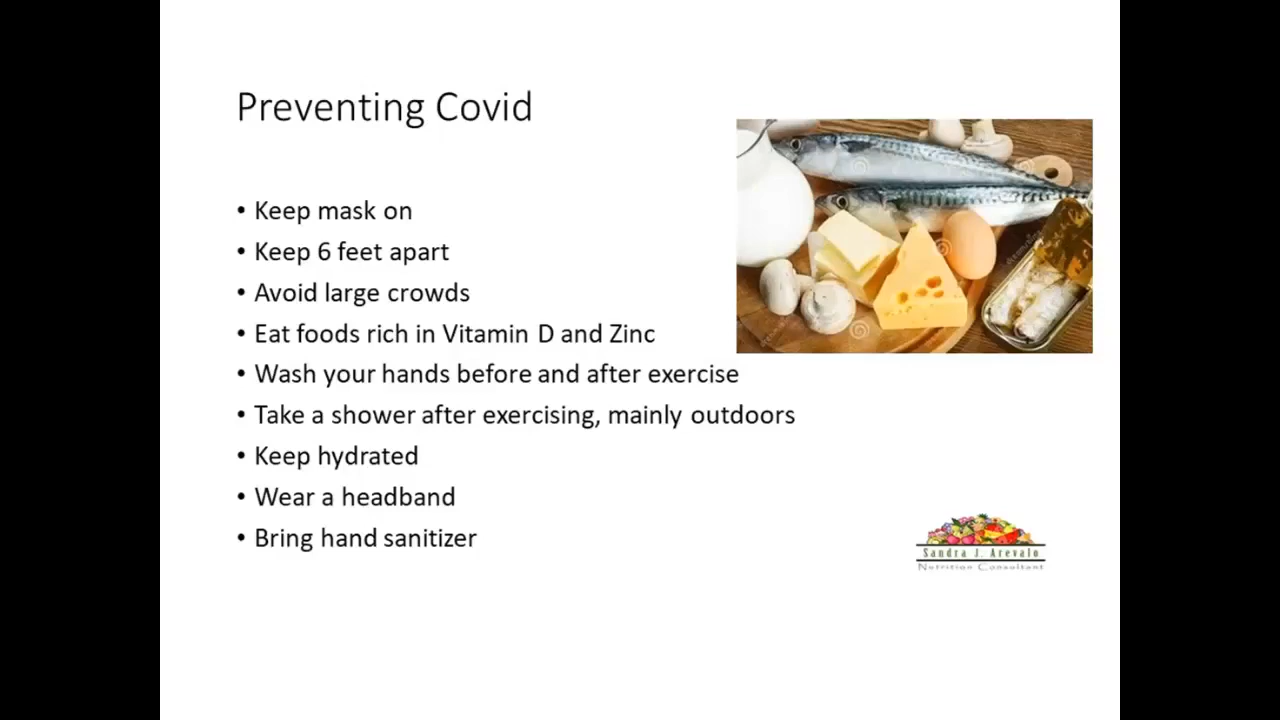 Preventing Covid
• Keep mask on
• Keep 6 feet apart
• Avoid large crowds
• Eat foods rich in Vitamin D and Zinc
• Wash your hands before and after exercise
• Take a shower after exercising, mainly outdoors
• Keep hydrated
• Wear a headband
• Bring hand sanitizer
Sandra J. Arevalo
Nutrition Consultant